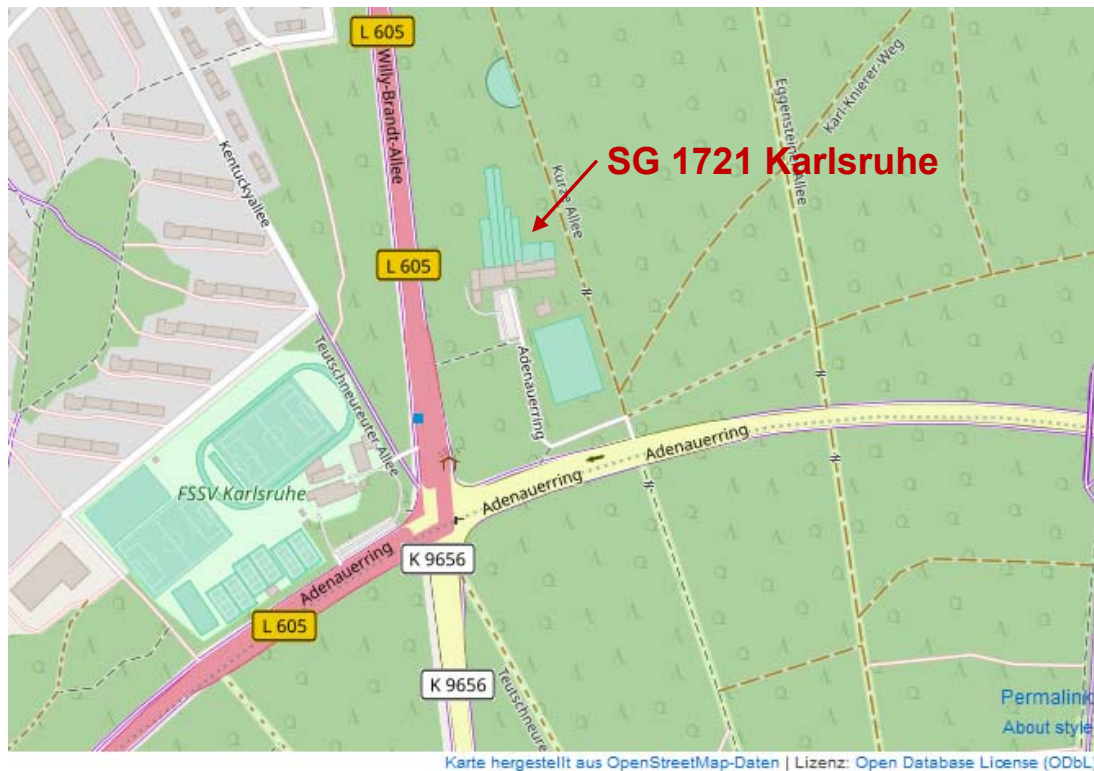 L 605
Willy-Brandt-Allee
Kentuckyallee
Eggensteiner Allee
Karl-Knierer-Weg
SG 1721 Karlsruhe
Kurze Allee
L 605
Teutschneureuter Allee
Adenauerring
Adenauerring
Adenauerring
FSSV Karlsruhe
Adenauerring
K 9656
L 605
K 9656
Teutschneure
Permalink
About style
Karte hergestellt aus OpenStreetMap-Daten | Lizenz: Open Database License (ODbL)